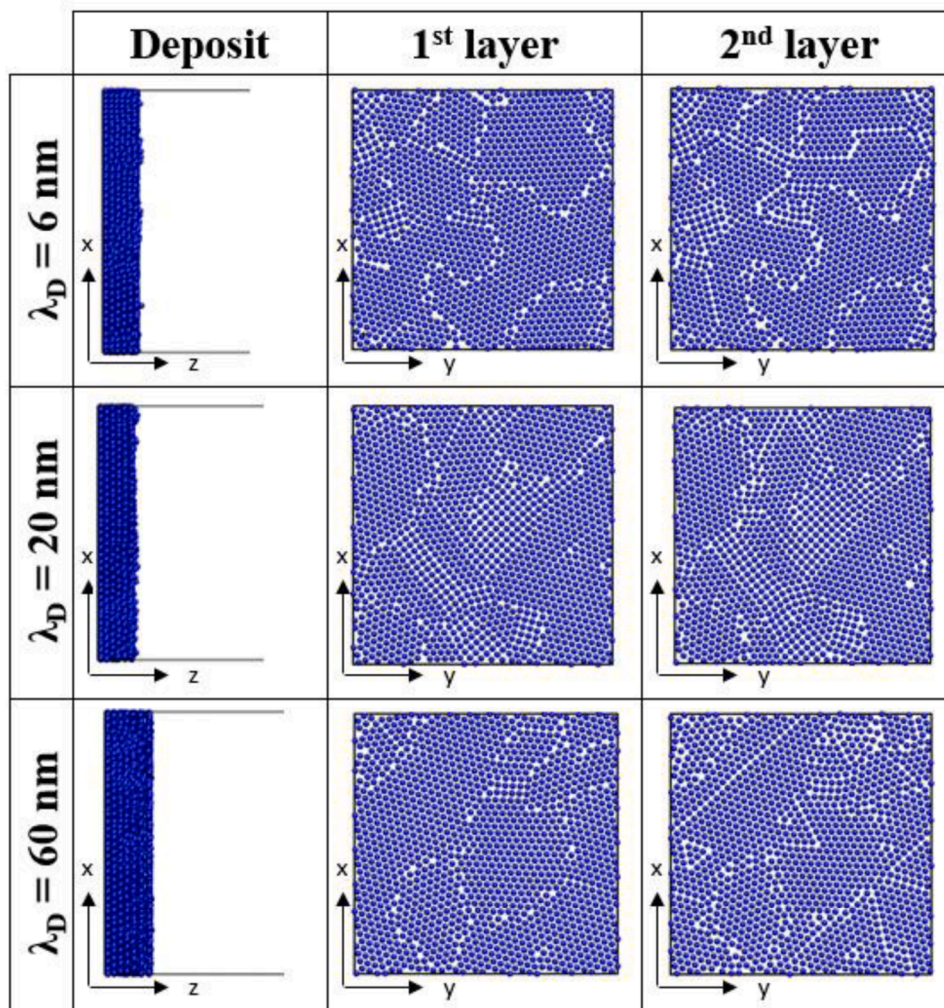 Deposit 1st layer 2nd layer
λD = 6 nm
x
z
x
y
x
y
λD = 20 nm
x
z
x
y
x
y
λD = 60 nm
x
z
x
y
x
y